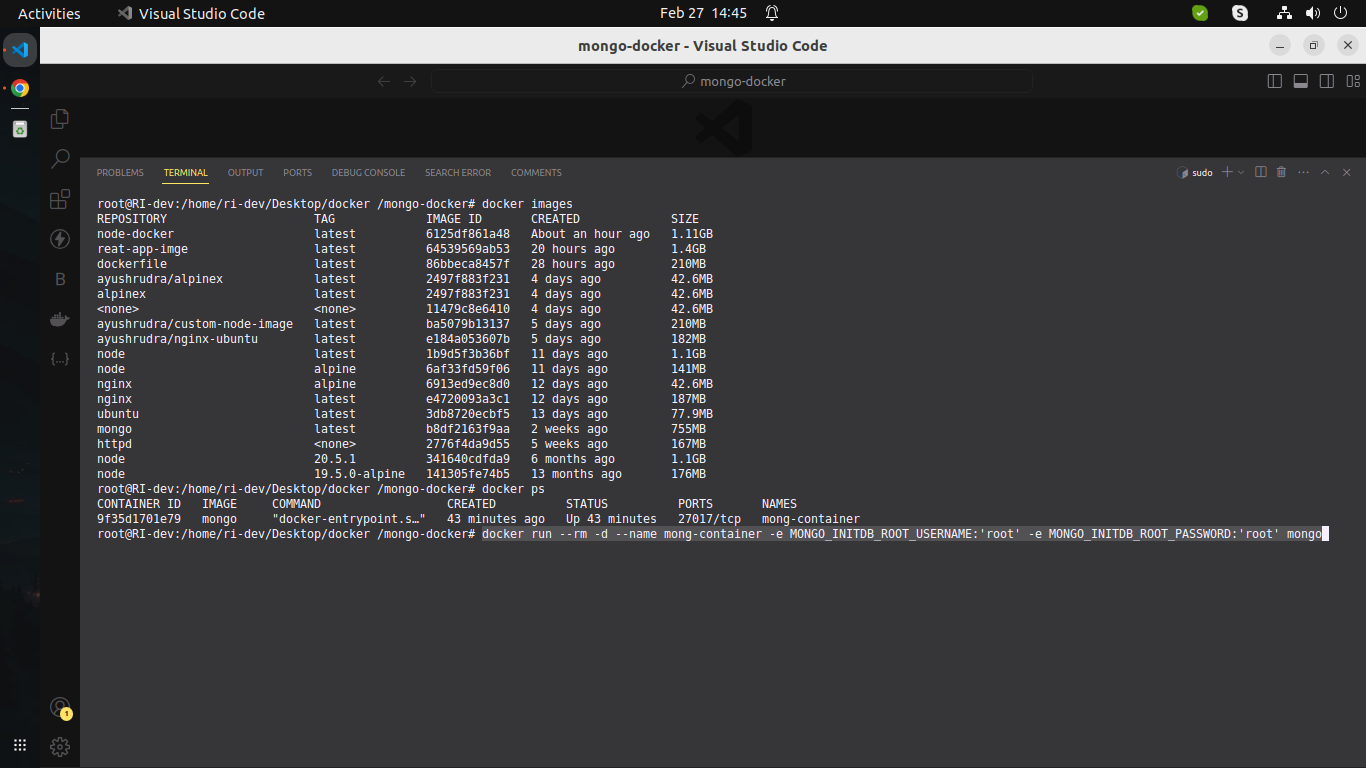 Activities Visual Studio Code Feb 27 14:45
mongo-docker - Visual Studio Code
mongo-docker
PROBLEMS TERMINAL OUTPUT PORTS DEBUG CONSOLE SEARCH ERROR COMMENTS sudo
root@RI-dev:/home/ri-dev/Desktop/docker /mongo-docker# docker images
REPOSITORY TAG IMAGE ID CREATED SIZE
node-docker latest 6125df861a48 About an hour ago 1.11GB
reat-app-imge latest 64539569ab53 20 hours ago 1.4GB
dockerfile latest 86bbeca8457f 28 hours ago 210MB
ayushrudra/alpinex latest 2497f883f231 4 days ago 42.6MB
alpinex latest 2497f883f231 4 days ago 42.6MB
<none> <none> 11479c8e6410 4 days ago 42.6MB
ayushrudra/custom-node-image latest ba5079b13137 5 days ago 210MB
ayushrudra/nginx-ubuntu latest e184a053607b 5 days ago 182MB
node latest 1b9d5f3b36bf 11 days ago 1.1GB
node alpine 6af33fd59f06 11 days ago 141MB
nginx alpine 6913ed9ec8d0 12 days ago 42.6MB
nginx latest e4720093a3c1 12 days ago 187MB
ubuntu latest 3db8720ecbf5 13 days ago 77.9MB
mongo latest b8df2163f9aa 2 weeks ago 755MB
httpd <none> 2776f4da9d55 5 weeks ago 167MB
node 20.5.1 341640cdfda9 6 months ago 1.1GB
node 19.5.0-alpine 141305fe74b5 13 months ago 176MB
root@RI-dev:/home/ri-dev/Desktop/docker /mongo-docker# docker ps
CONTAINER ID IMAGE COMMAND CREATED STATUS PORTS NAMES
9f35d1701e79 mongo "docker-entrypoint.s…" 43 minutes ago Up 43 minutes 27017/tcp mong-container
root@RI-dev:/home/ri-dev/Desktop/docker /mongo-docker# docker run --rm -d --name mong-container -e MONGO_INITDB_ROOT_USERNAME:'root' -e MONGO_INITDB_ROOT_PASSWORD:'root' mongo
1